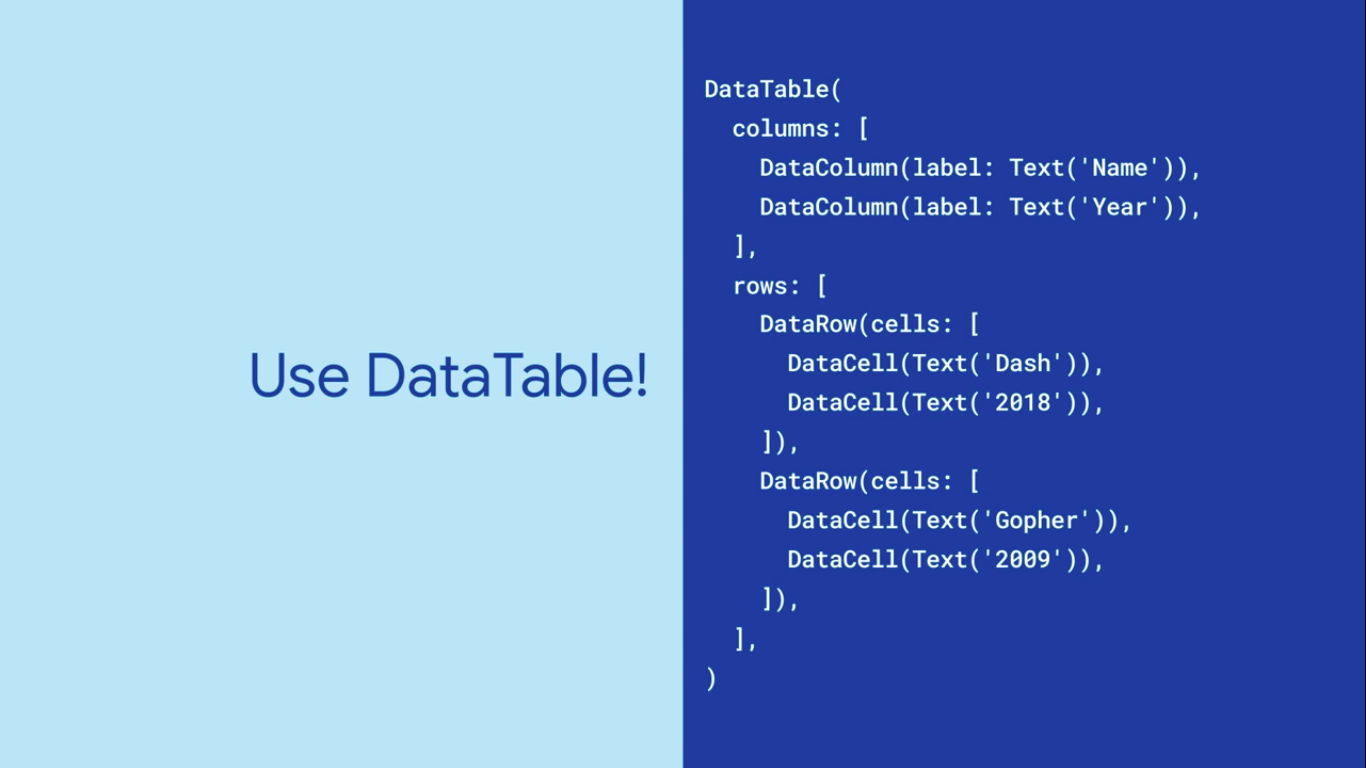 Use DataTable!
DataTable(
  columns: [
    DataColumn(label: Text('Name')),
    DataColumn(label: Text('Year')),
  ],
  rows: [
    DataRow(cells: [
      DataCell(Text('Dash')),
      DataCell(Text('2018')),
    ]),
    DataRow(cells: [
      DataCell(Text('Gopher')),
      DataCell(Text('2009')),
    ]),
  ],
)